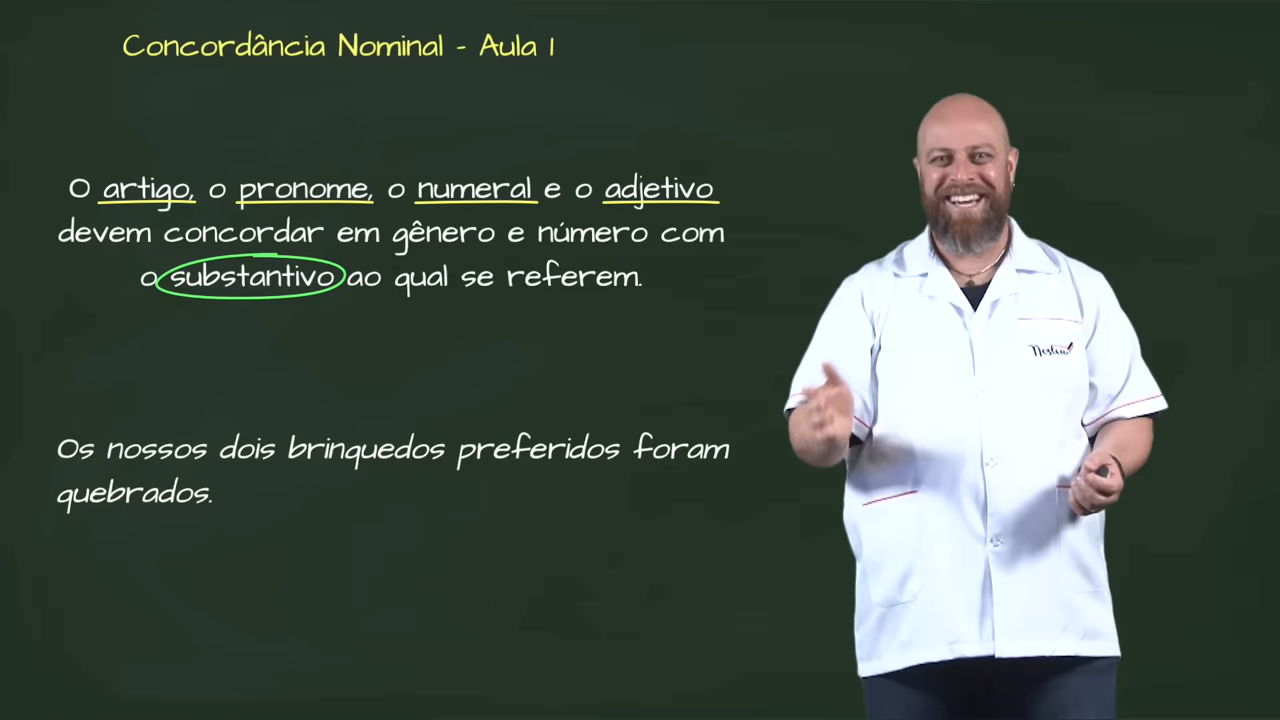 Concordância Nominal - Aula 1
O artigo, o pronome, o numeral e o adjetivo
devem concordar em gênero e número com
o substantivo ao qual se referem.
Noslen
Os nossos dois brinquedos preferidos foram
quebrados.